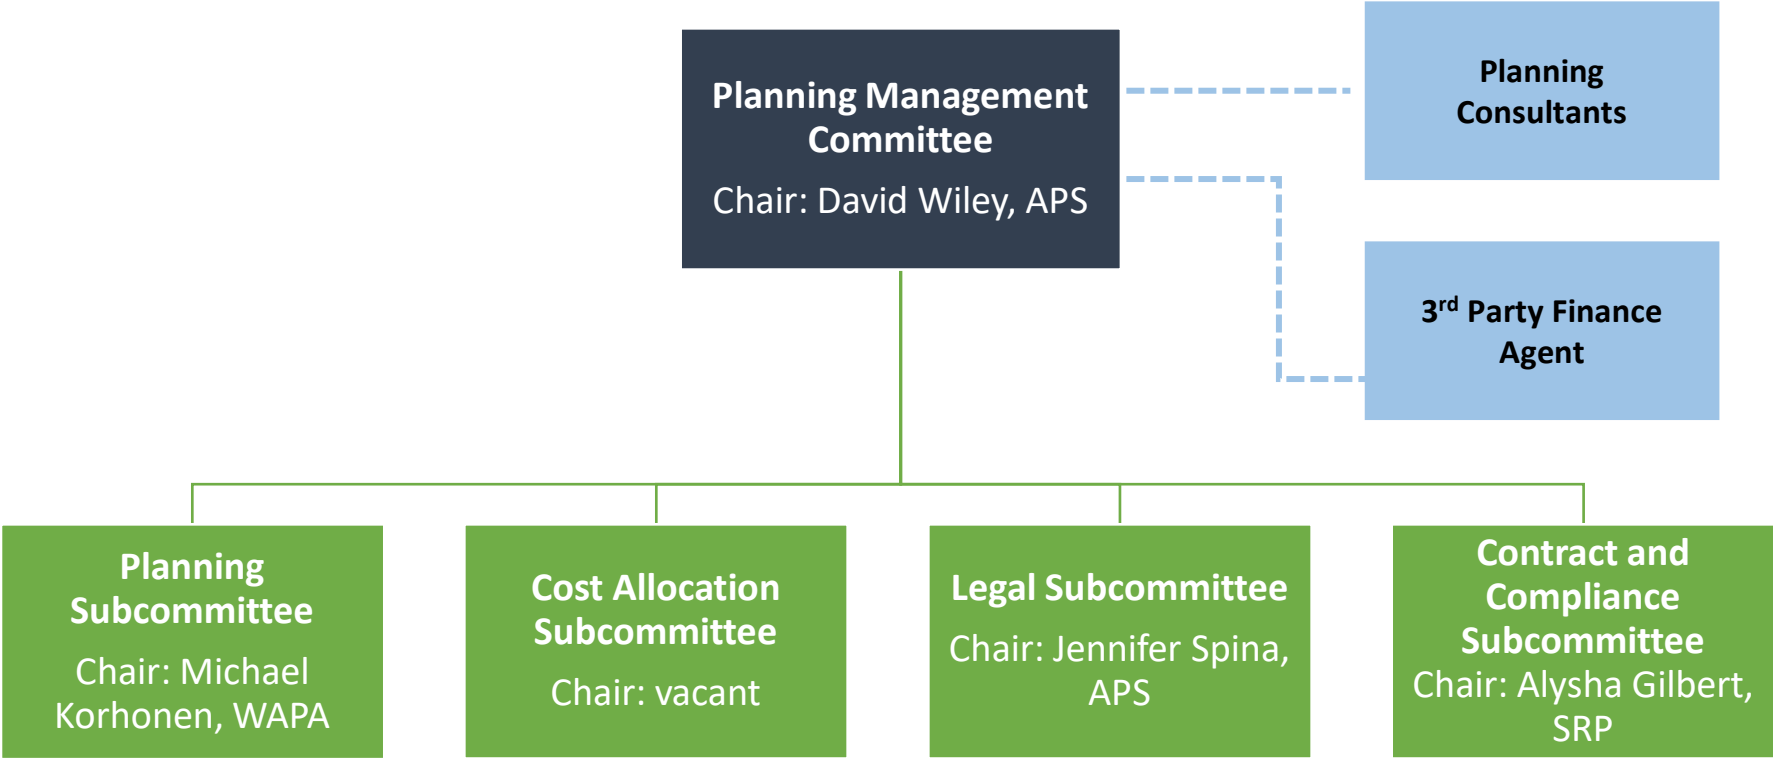 Planning Management
Committee
Chair: David Wiley, APS
Planning
Consultants
3rd Party Finance
Agent
Planning
Subcommittee
Chair: Michael
Korhonen, WAPA
Cost Allocation
Subcommittee
Chair: vacant
Legal Subcommittee
Chair: Jennifer Spina,
APS
Contract and
Compliance
Subcommittee
Chair: Alysha Gilbert,
SRP